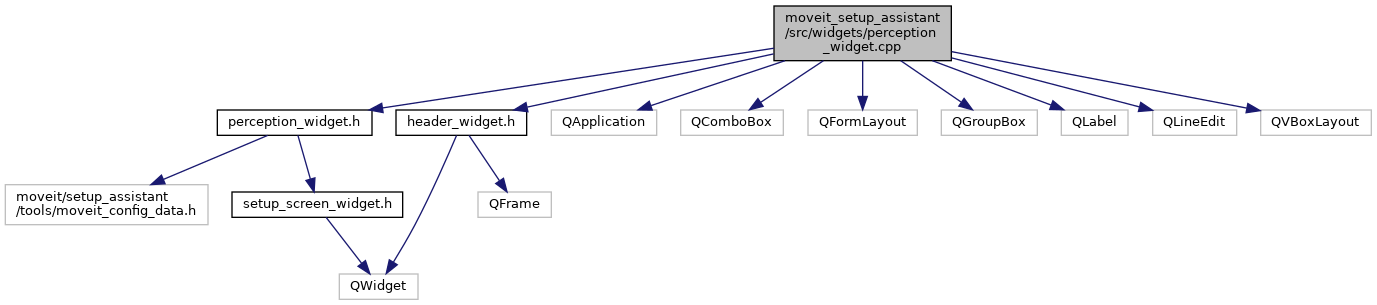 moveit_setup_assistant
/src/widgets/perception
_widget.cpp
perception_widget.h
header_widget.h
QApplication
QComboBox
QFormLayout
QGroupBox
QLabel
QLineEdit
QVBoxLayout
moveit/setup_assistant
/tools/moveit_config_data.h
setup_screen_widget.h
QFrame
QWidget